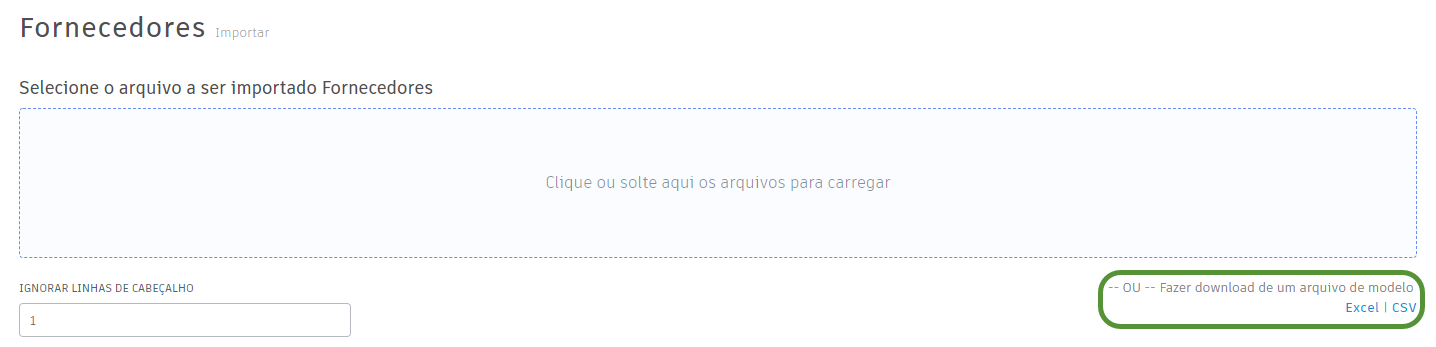 Fornecedores Importar
Selecione o arquivo a ser importado Fornecedores
Clique ou solte aqui os arquivos para carregar
IGNORAR LINHAS DE CABEÇALHO
1
-- OU -- Fazer download de um arquivo de modelo
Excel | CSV